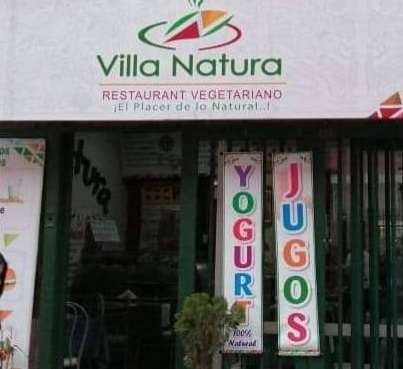 Villa Natura
RESTAURANT VEGETARIANO
¡El Placer de lo Natural..!
YOGURT
100%
Natural
JUGOS